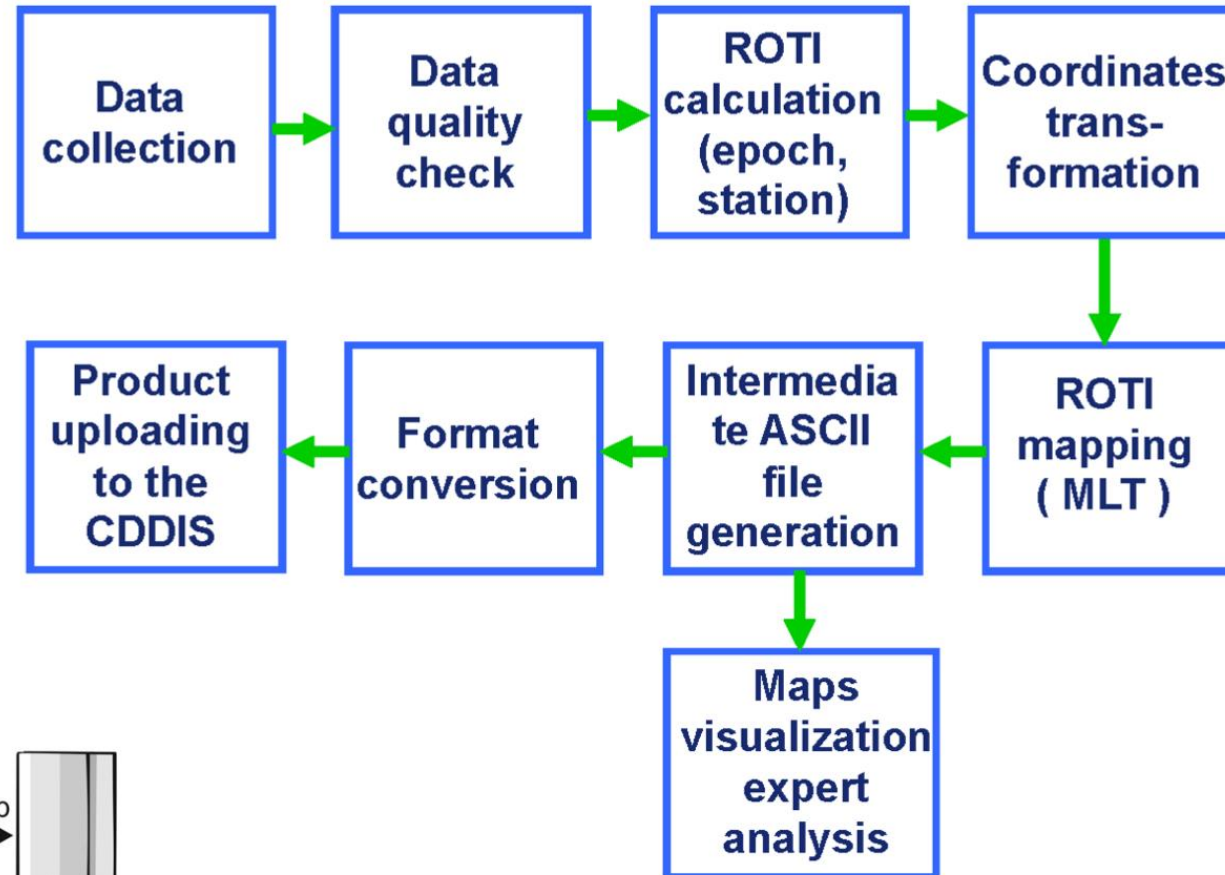 Data
collection
Data
quality
check
ROTI
calculation
(epoch,
station)
Coordinates
trans-
formation
Product
uploading
to the
CDDIS
Format
conversion
Intermedia
te ASCII
file
generation
ROTI
mapping
( MLT )
Maps
visualization
expert
analysis